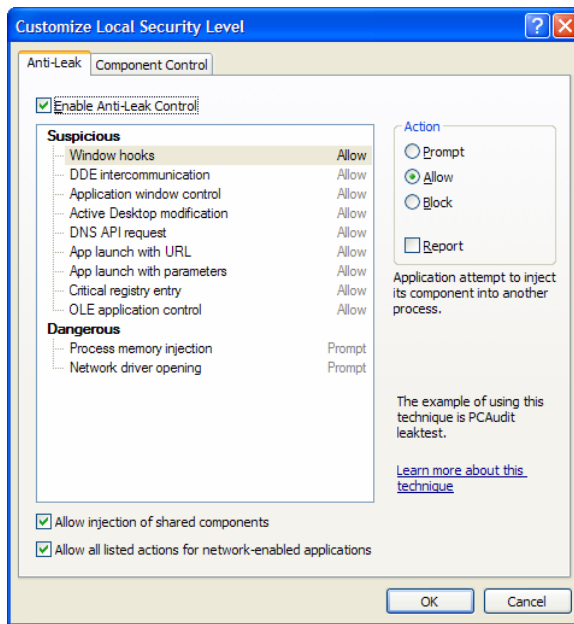 Customize Local Security Level
Anti-Leak
Component Control
Enable Anti-Leak Control
Suspicious
Window hooks Allow
DDE intercommunication Allow
Application window control Allow
Active Desktop modification Allow
DNS API request Allow
App launch with URL Allow
App launch with parameters Allow
Critical registry entry Allow
OLE application control Allow
Dangerous
Process memory injection Prompt
Network driver opening Prompt
Action
Prompt
Allow
Block
Report
Application attempt to inject
its component into another
process.
The example of using this
technique is PCAudit
leaktest.
Learn more about this
technique
Allow injection of shared components
Allow all listed actions for network-enabled applications
OK
Cancel